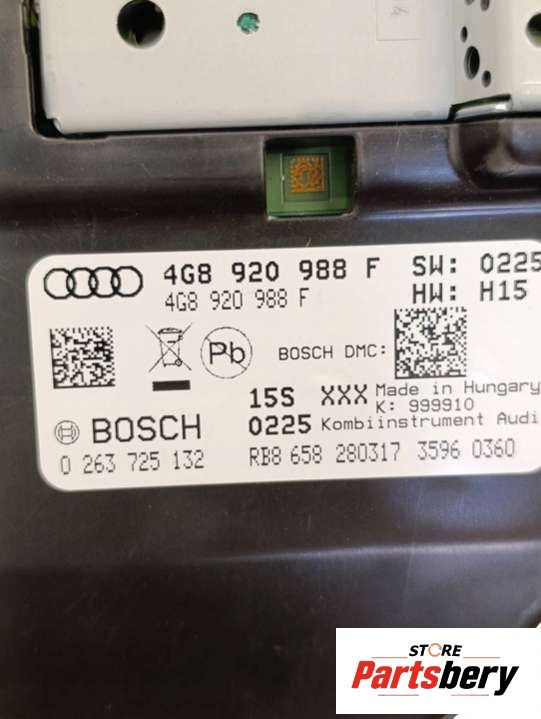 4G8 920 988 F SW: 0225
4G8 920 988 F HW: H15
Pb BOSCH DMC:
15S XXX Made in Hungary
K: 999910
BOSCH 0225 Kombiinstrument Audi
0 263 725 132 RB8 658 280317 3596 0360
STORE
Partsbery